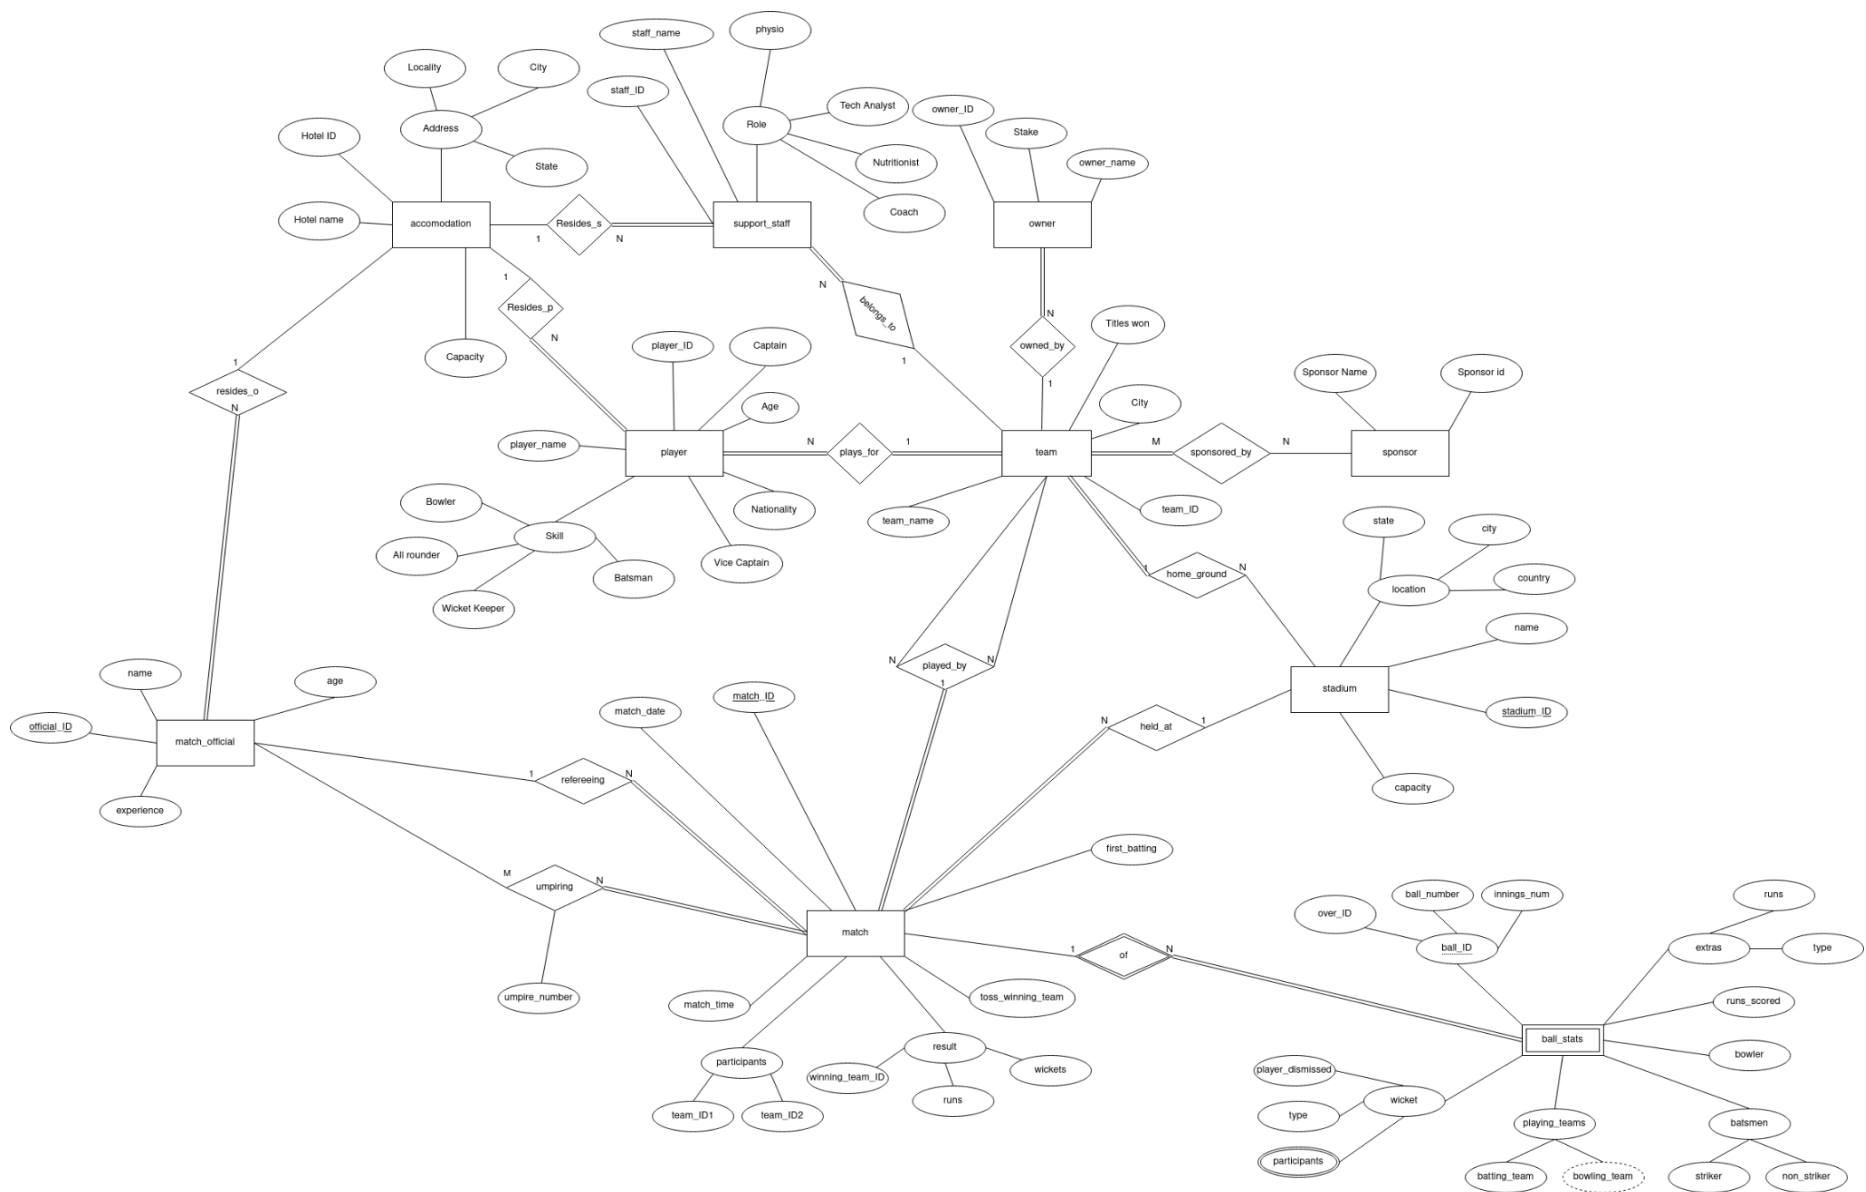 physio
staff_name
Locality
City
staff_ID
Tech Analyst
owner_ID
Role
Address
Stake
Hotel ID
State
Nutritionist
owner_name
Coach
Hotel name
accomodation
Resides_s
support_staff
owner
1
N
1
N
Resides_p
belongs_to
N
Titles won
N
player_ID
Captain
owned_by
Capacity
1
1
1
Sponsor Name
Sponsor id
resides_o
N
Age
City
player_name
player
N
plays_for
1
team
M
sponsored_by
N
sponsor
Bowler
Nationality
team_name
team_ID
state
city
Skill
All rounder
Vice Captain
Batsman
1
home_ground
N
location
country
Wicket Keeper
name
N
played_by
N
name
age
1
stadium
match_ID
match_date
stadium_ID
official_ID
match_official
N
held_at
1
1
refereeing
N
capacity
experience
first_batting
M
umpiring
N
ball_number
innings_num
runs
over_ID
match
1
of
N
ball_ID
extras
type
umpire_number
match_time
toss_winning_team
runs_scored
participants
result
ball_stats
bowler
winning_team_ID
wickets
player_dismissed
runs
wicket
team_ID1
team_ID2
type
playing_teams
batsmen
participants
batting_team
bowling_team
striker
non_striker